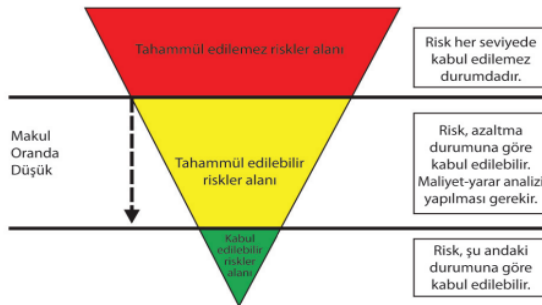 Tahammül edilemez riskler alanı
Risk her seviyede
kabul edilemez
durumdadır.
Makul
Oranda
Düşük
Tahammül edilebilir
riskler alanı
Risk, azaltma
durumuna göre
kabul edilebilir.
Maliyet-yarar analizi
yapılması gerekir.
Kabul
edilebilir
riskler
alanı
Risk, şu andaki
durumuna göre
kabul edilebilir.